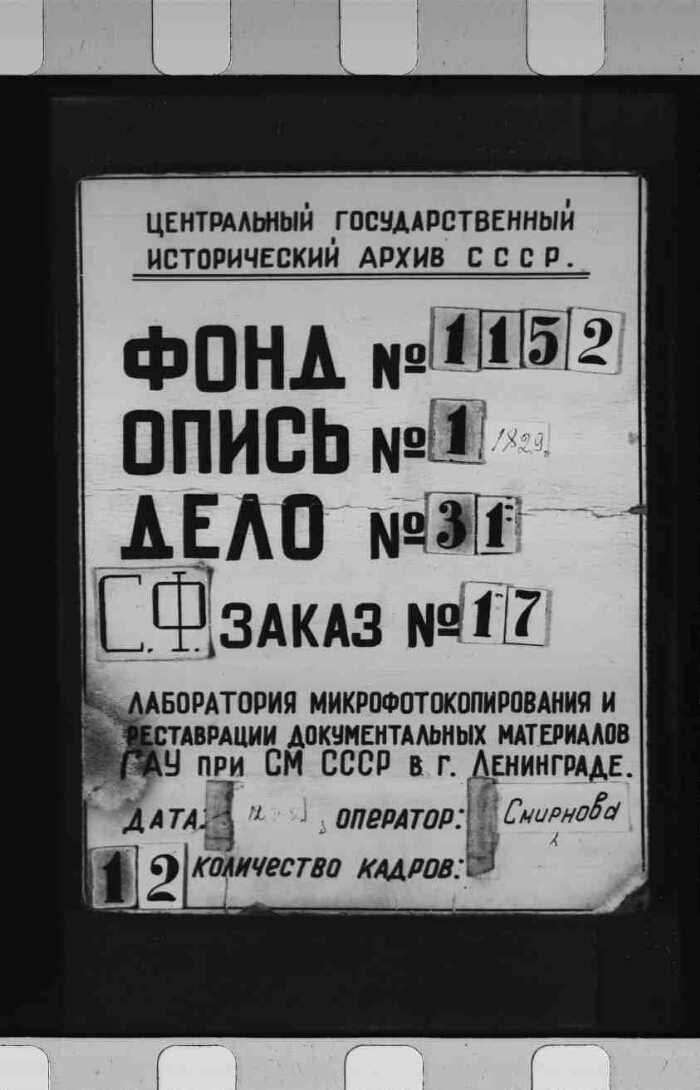 ЦЕНТРАЛЬНЫЙ ГОСУДАРСТВЕННЫЙ
ИСТОРИЧЕСКИЙ АРХИВ СССР.
ФОНД № 1152
ОПИСЬ № 1 1829.
ДЕЛО № 31
С.Ф. ЗАКАЗ № 17
ЛАБОРАТОРИЯ МИКРОФОТОКОПИРОВАНИЯ И
РЕСТАВРАЦИИ ДОКУМЕНТАЛЬНЫХ МАТЕРИАЛОВ
ГАУ ПРИ СМ СССР В Г. ЛЕНИНГРАДЕ.
ДАТА: ОПЕРАТОР: Смирнова
12 КОЛИЧЕСТВО КАДРОВ: